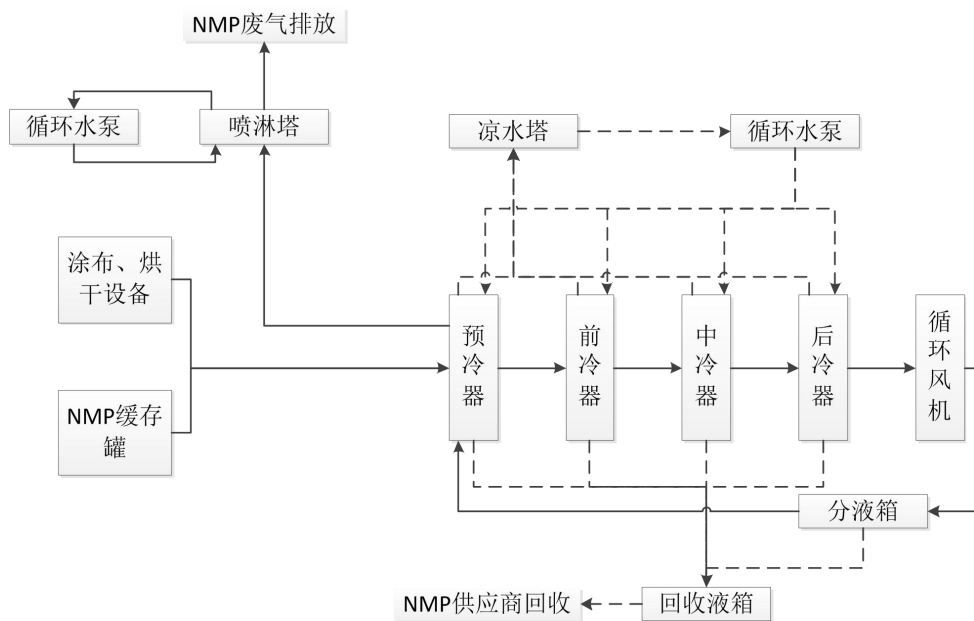 NMP废气排放
循环水泵
喷淋塔
凉水塔
循环水泵
涂布、烘
干设备
NMP缓存
罐
预冷器
前冷器
中冷器
后冷器
循环风机
分液箱
NMP供应商回收
回收液箱